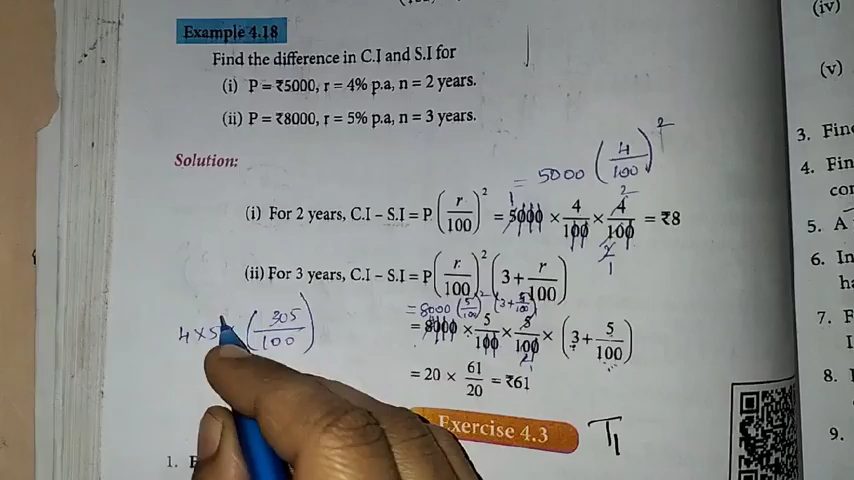 (iv)
Example 4.18
Find the difference in C.I and S.I for
(i) P = ₹5000, r = 4% p.a, n = 2 years.
(v)
(ii) P = ₹8000, r = 5% p.a, n = 3 years.
3. Fin
Solution:
= 5000 (4/100)²
4. Fin
co
(i) For 2 years, C.I – S.I = P (r/100)² = 5000 × 4/100 × 4/100 = ₹8
5. A
6. In
ha
(ii) For 3 years, C.I – S.I = P (r/100)² (3 + r/100)
= 8000 (5/100)² (3+5/100)
4×5× (305/100)
= 8000 × 5/100 × 5/100 × (3 + 5/100)
7. F
I
= 20 × 61/20 = ₹61
8. F
Exercise 4.3
T1
9.
1.